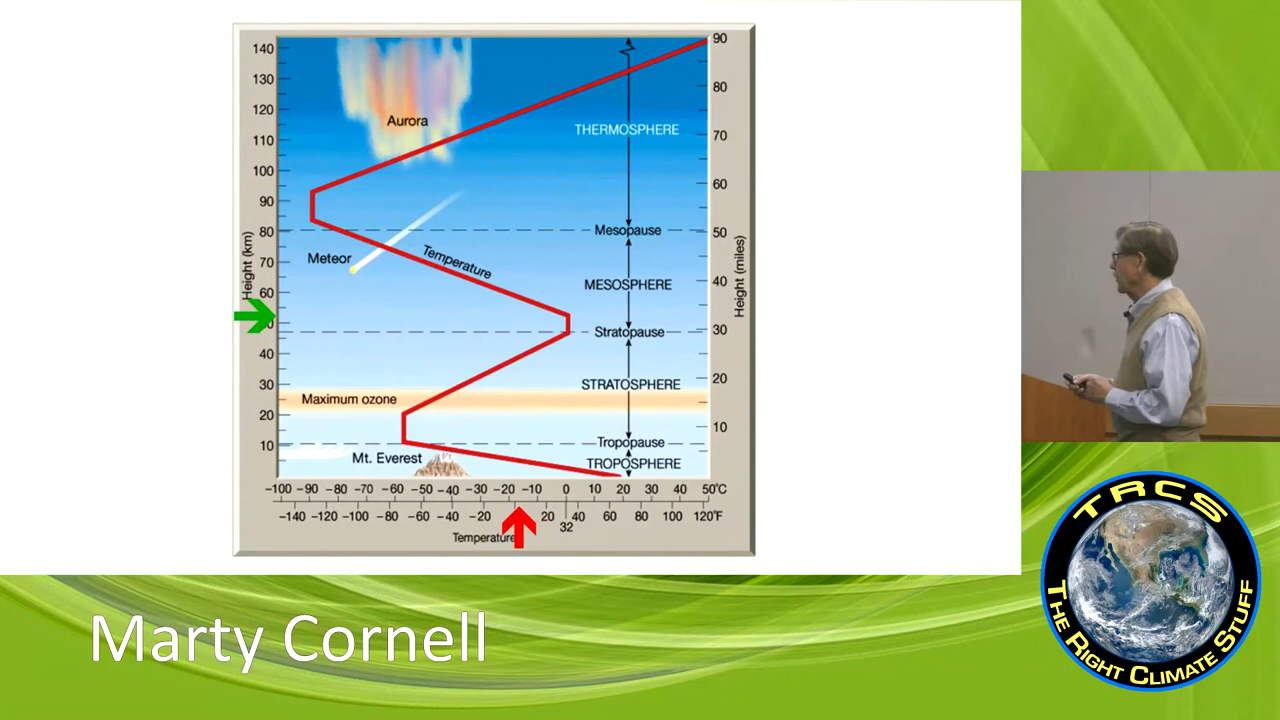 140
130
120
110
100
90
80
70
60
40
30
20
10
Height (km)
90
80
70
60
50
40
30
20
10
Height (miles)
Aurora
THERMOSPHERE
Mesopause
Meteor
Temperature
MESOSPHERE
Stratopause
STRATOSPHERE
Maximum ozone
Tropopause
Mt. Everest
TROPOSPHERE
-100 -90 -80 -70 -60 -50 -40 -30 -20 -10 0 10 20 30 40 50°C
-140 -120 -100 -80 -60 -40 -20 20 40 60 80 100 120°F
32
Temperature
Marty Cornell
TRCS
THE RIGHT CLIMATE STUFF